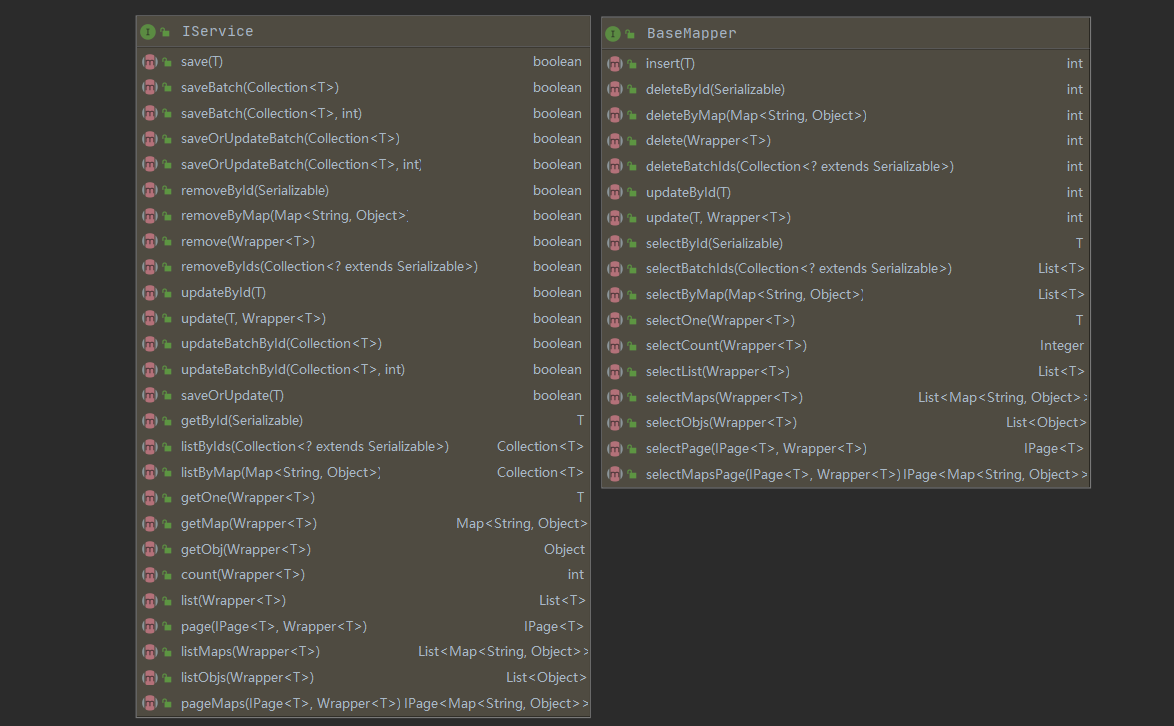 IService
save(T) boolean
saveBatch(Collection<T>) boolean
saveBatch(Collection<T>, int) boolean
saveOrUpdateBatch(Collection<T>) boolean
saveOrUpdateBatch(Collection<T>, int) boolean
removeById(Serializable) boolean
removeByMap(Map<String, Object>) boolean
remove(Wrapper<T>) boolean
removeByIds(Collection<? extends Serializable>) boolean
updateById(T) boolean
update(T, Wrapper<T>) boolean
updateBatchById(Collection<T>) boolean
updateBatchById(Collection<T>, int) boolean
saveOrUpdate(T) boolean
getById(Serializable) T
listByIds(Collection<? extends Serializable>) Collection<T>
listByMap(Map<String, Object>) Collection<T>
getOne(Wrapper<T>) T
getMap(Wrapper<T>) Map<String, Object>
getObj(Wrapper<T>) Object
count(Wrapper<T>) int
list(Wrapper<T>) List<T>
page(IPage<T>, Wrapper<T>) IPage<T>
listMaps(Wrapper<T>) List<Map<String, Object>>
listObjs(Wrapper<T>) List<Object>
pageMaps(IPage<T>, Wrapper<T>) IPage<Map<String, Object>>
BaseMapper
insert(T) int
deleteById(Serializable) int
deleteByMap(Map<String, Object>) int
delete(Wrapper<T>) int
deleteBatchIds(Collection<? extends Serializable>) int
updateById(T) int
update(T, Wrapper<T>) int
selectById(Serializable) T
selectBatchIds(Collection<? extends Serializable>) List<T>
selectByMap(Map<String, Object>) List<T>
selectOne(Wrapper<T>) T
selectCount(Wrapper<T>) Integer
selectList(Wrapper<T>) List<T>
selectMaps(Wrapper<T>) List<Map<String, Object>>
selectObjs(Wrapper<T>) List<Object>
selectPage(IPage<T>, Wrapper<T>) IPage<T>
selectMapsPage(IPage<T>, Wrapper<T>) IPage<Map<String, Object>>